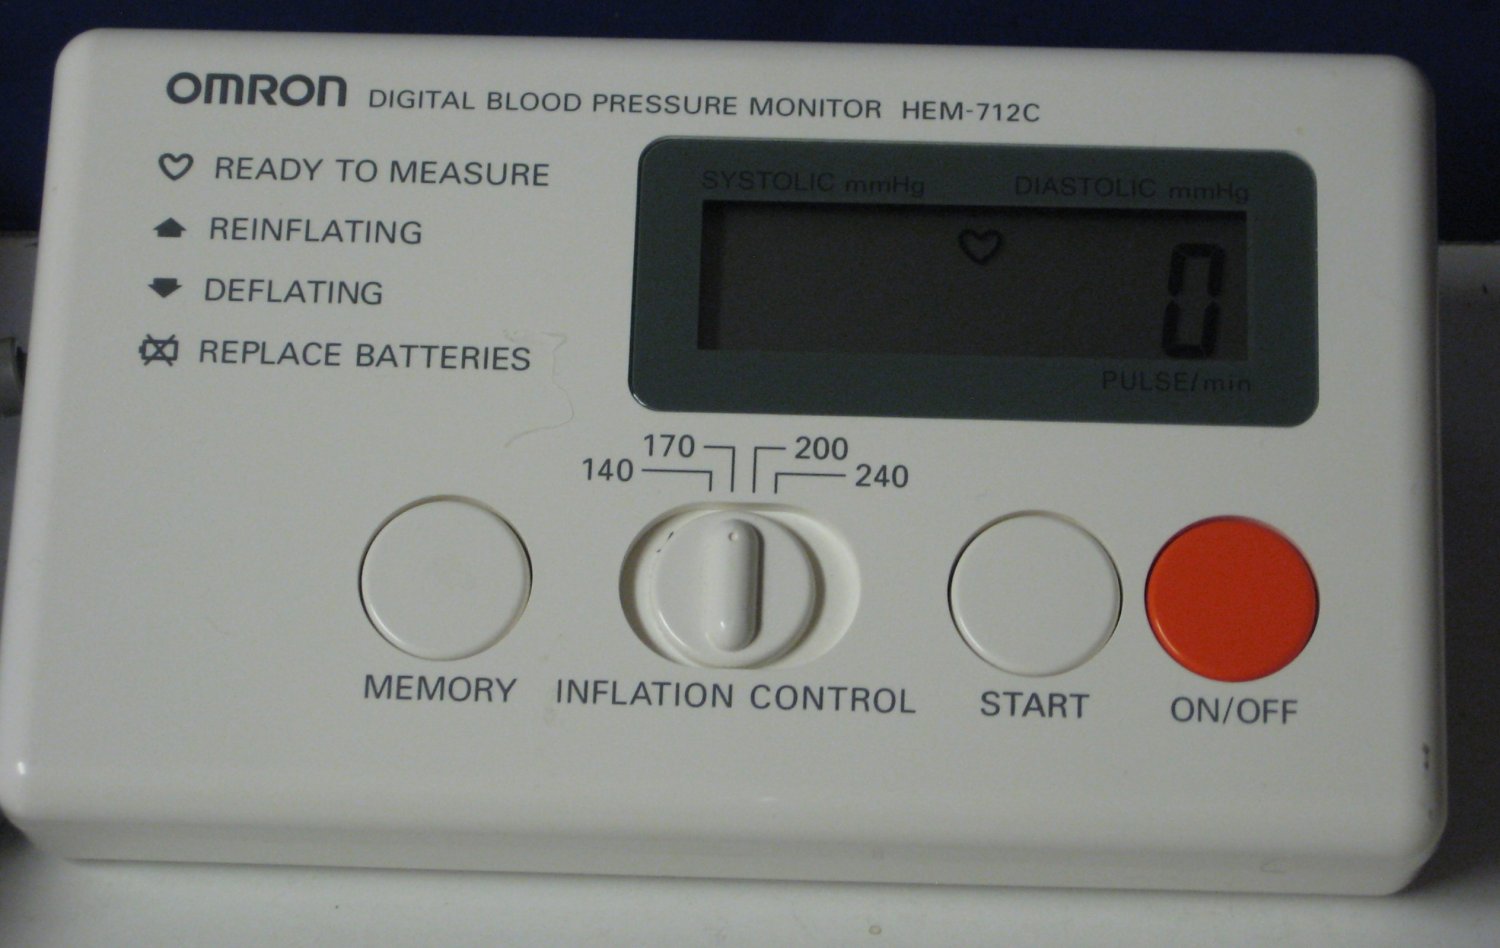 OMRON DIGITAL BLOOD PRESSURE MONITOR HEM-712C
READY TO MEASURE
REINFLATING
DEFLATING
REPLACE BATTERIES
SYSTOLIC mmHg DIASTOLIC mmHg
0
PULSE/min
170 200
140 240
MEMORY INFLATION CONTROL START ON/OFF